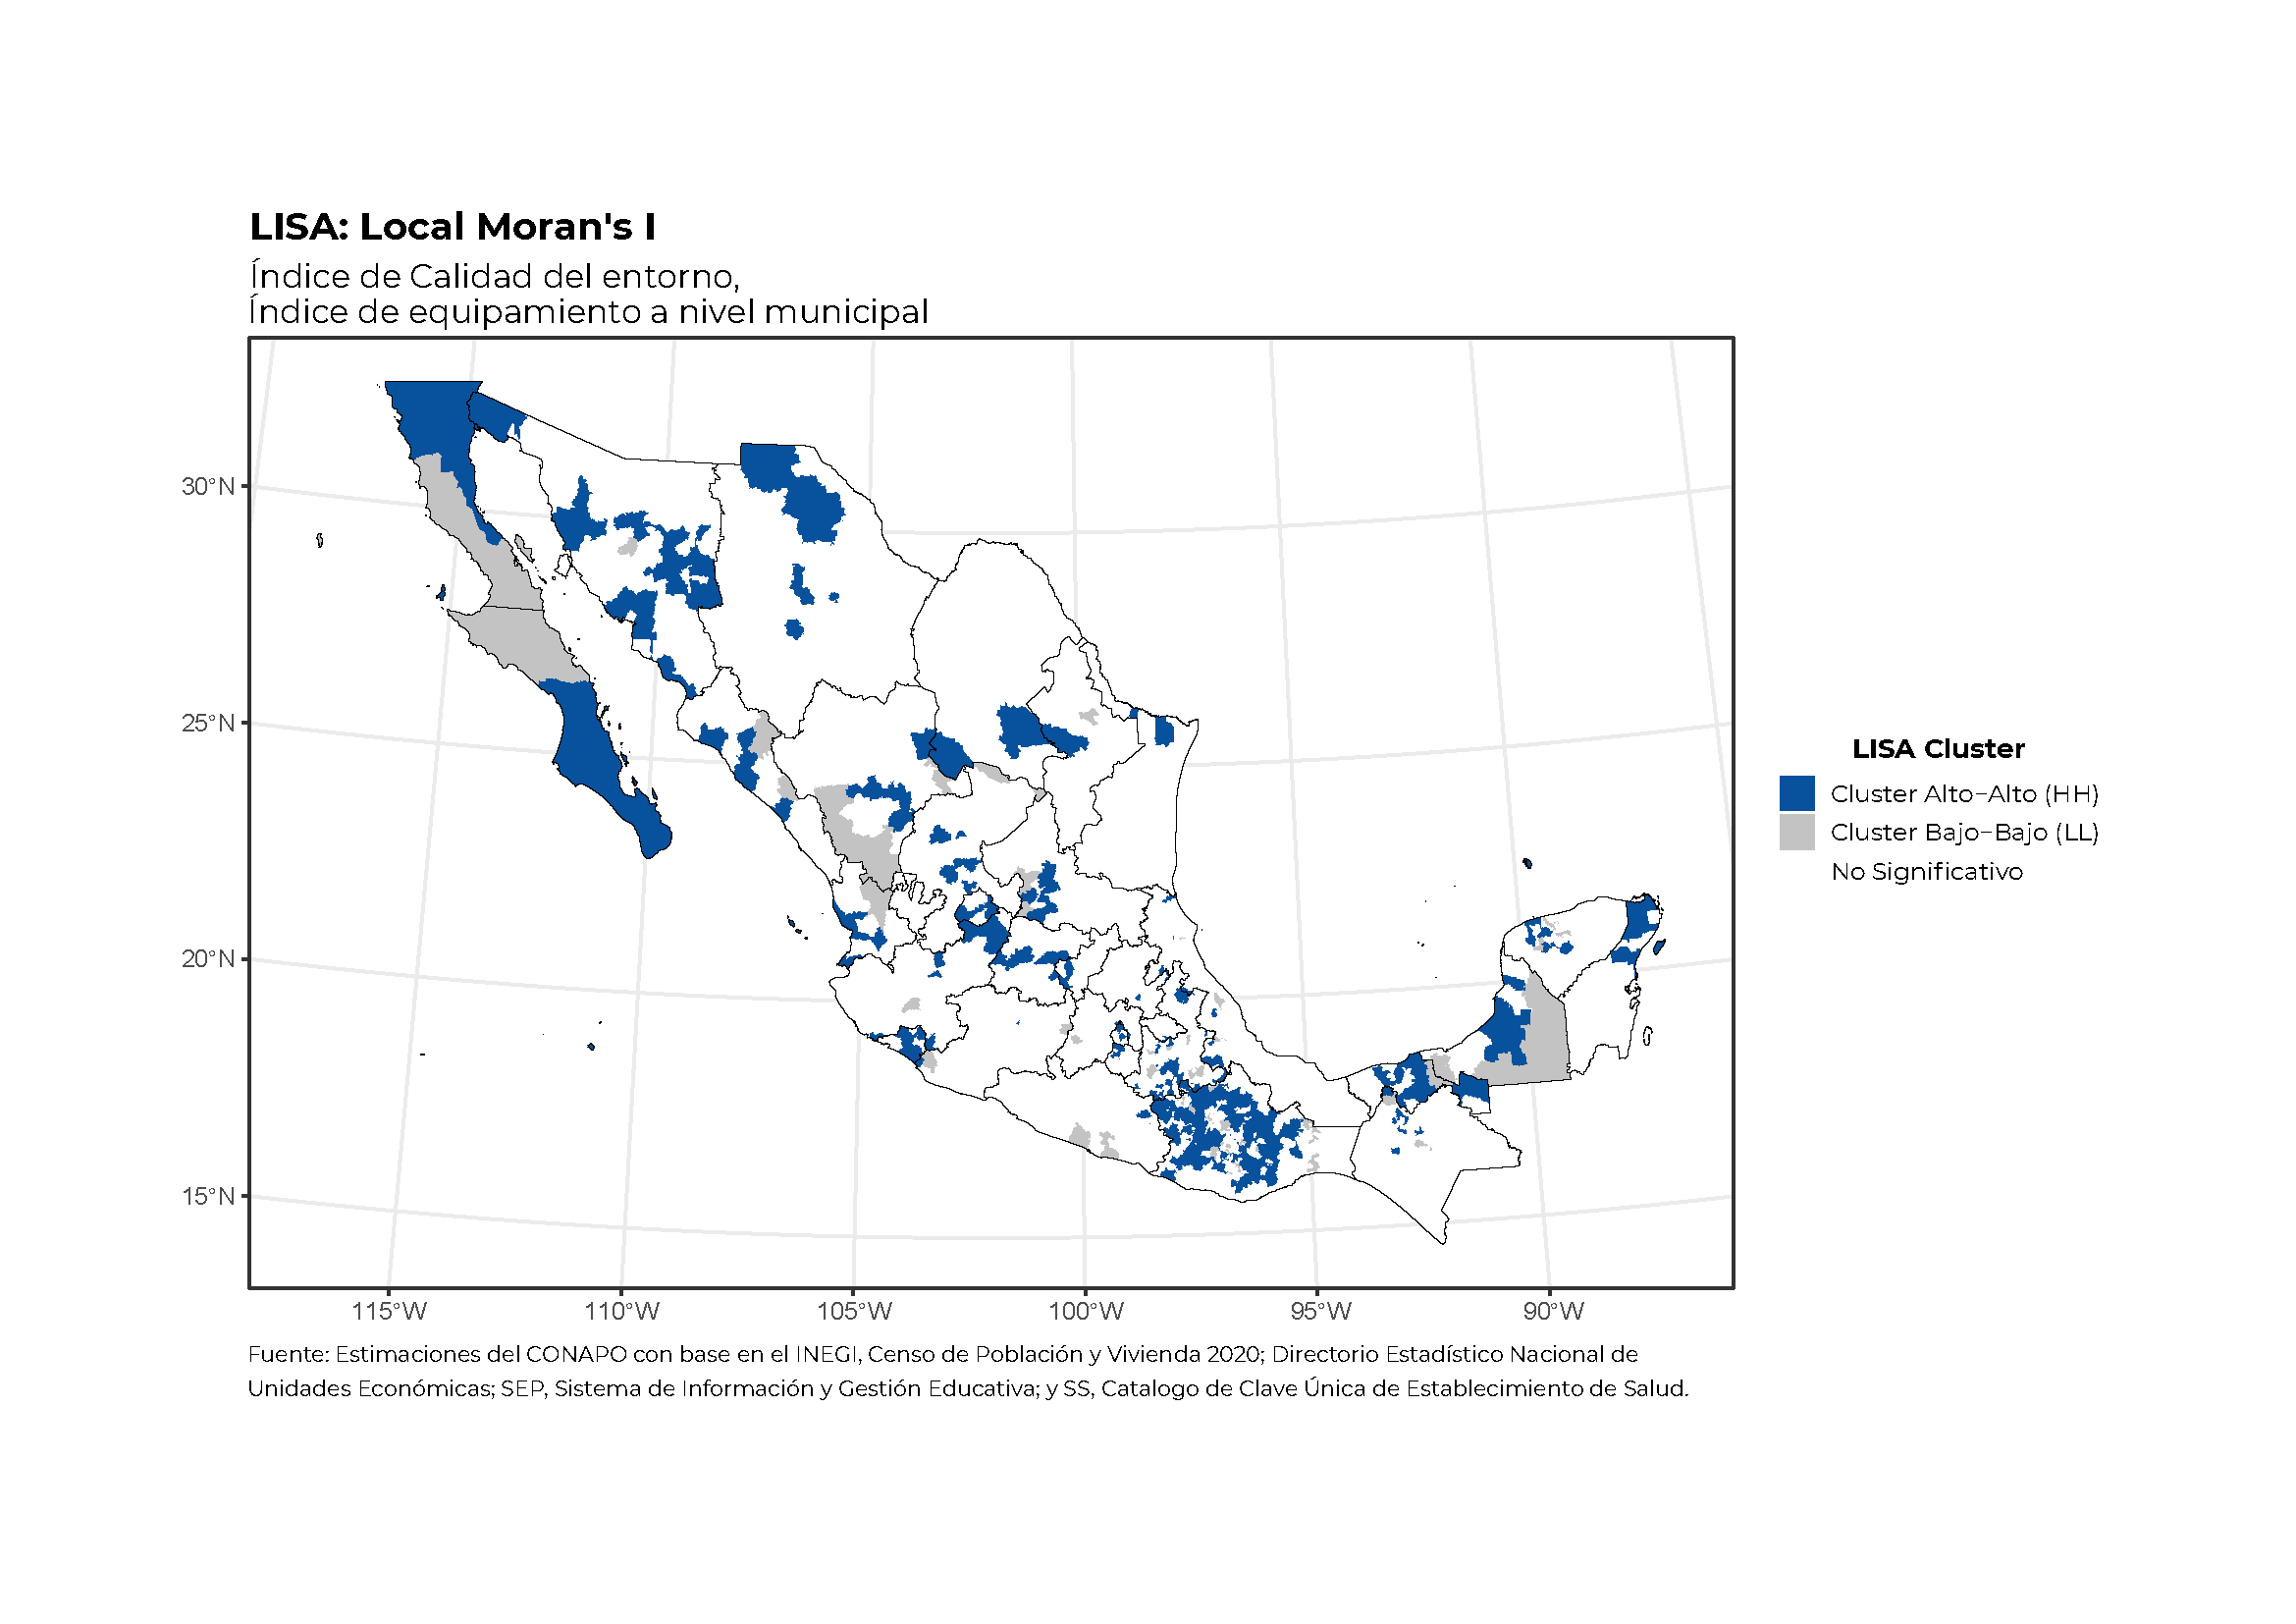 LISA: Local Moran's I
Índice de Calidad del entorno,
Índice de equipamiento a nivel municipal
30°N
25°N
20°N
15°N
115°W
110°W
105°W
100°W
95°W
90°W
LISA Cluster
Cluster Alto−Alto (HH)
Cluster Bajo−Bajo (LL)
No Significativo
Fuente: Estimaciones del CONAPO con base en el INEGI, Censo de Población y Vivienda 2020; Directorio Estadístico Nacional de
Unidades Económicas; SEP, Sistema de Información y Gestión Educativa; y SS, Catalogo de Clave Única de Establecimiento de Salud.